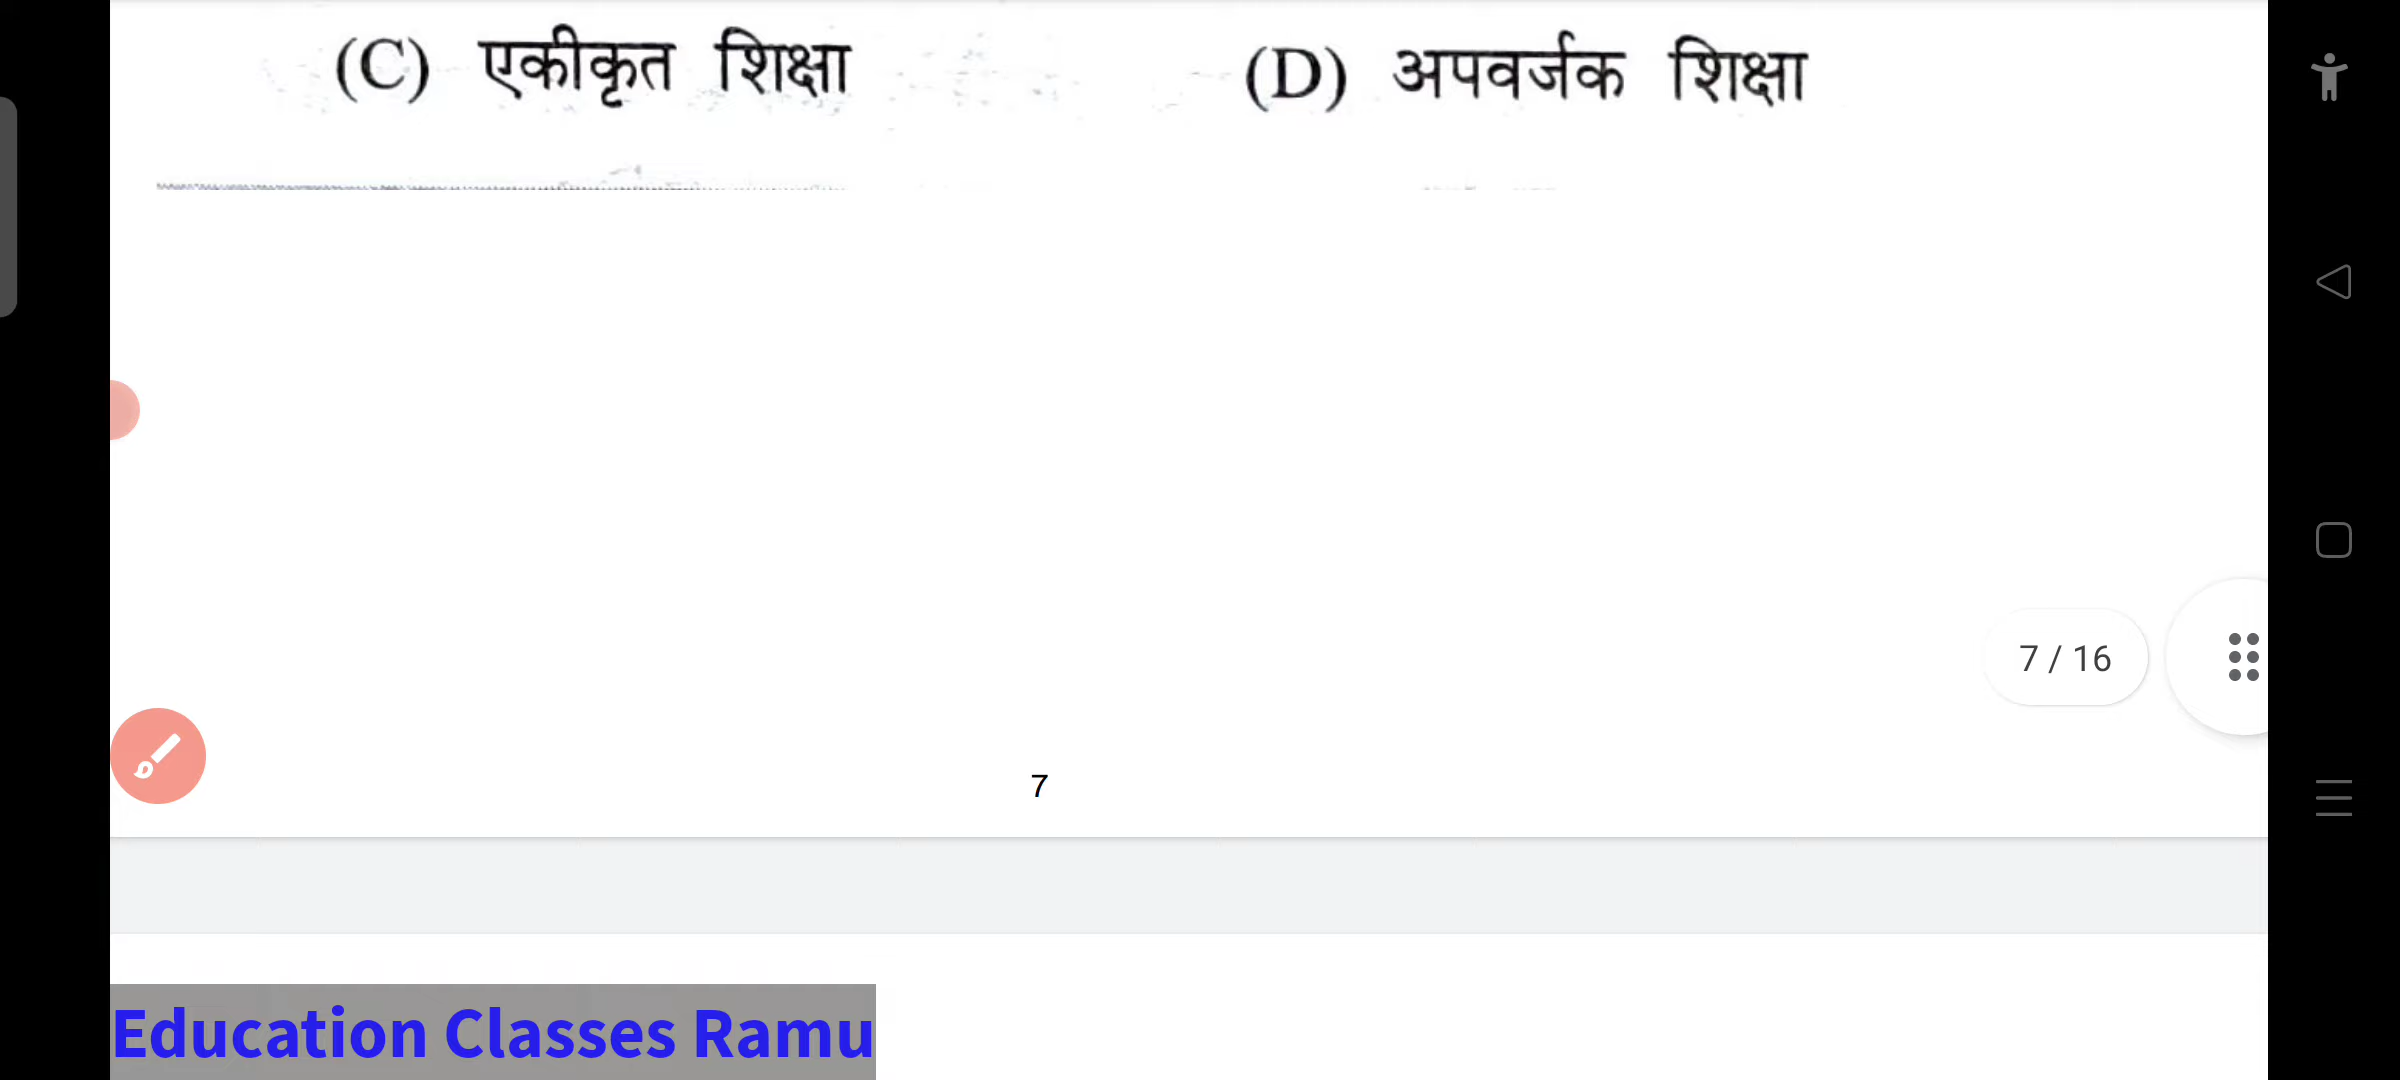 (C) एकीकृत शिक्षा (D) अपवर्जक शिक्षा
7 / 16
7
Education Classes Ramu